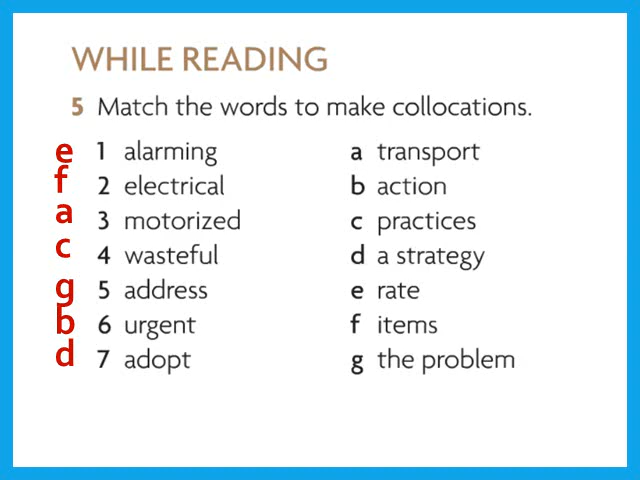 WHILE READING
5 Match the words to make collocations.
e 1 alarming a transport
f 2 electrical b action
a 3 motorized c practices
c 4 wasteful d a strategy
g 5 address e rate
b 6 urgent f items
d 7 adopt g the problem